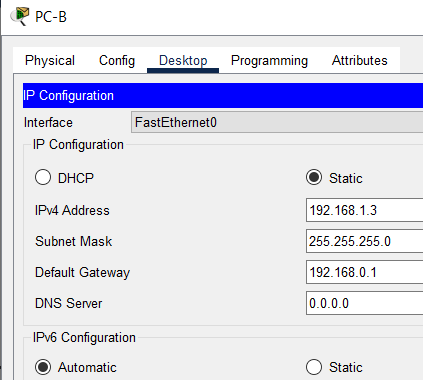 PC-B
Physical Config Desktop Programming Attributes
IP Configuration
Interface FastEthernet0
IP Configuration
DHCP Static
IPv4 Address 192.168.1.3
Subnet Mask 255.255.255.0
Default Gateway 192.168.0.1
DNS Server 0.0.0.0
IPv6 Configuration
Automatic Static